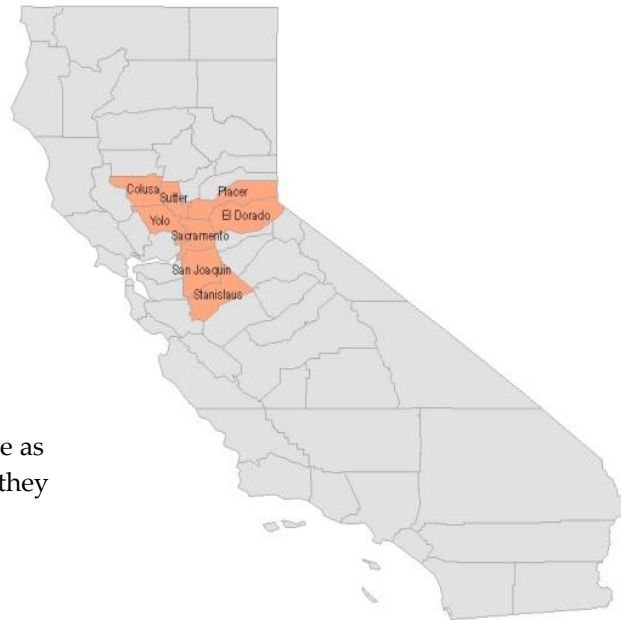 Colusa
Sutter
Placer
Yolo
El Dorado
Sacramento
San Joaquin
Stanislaus
e as
they